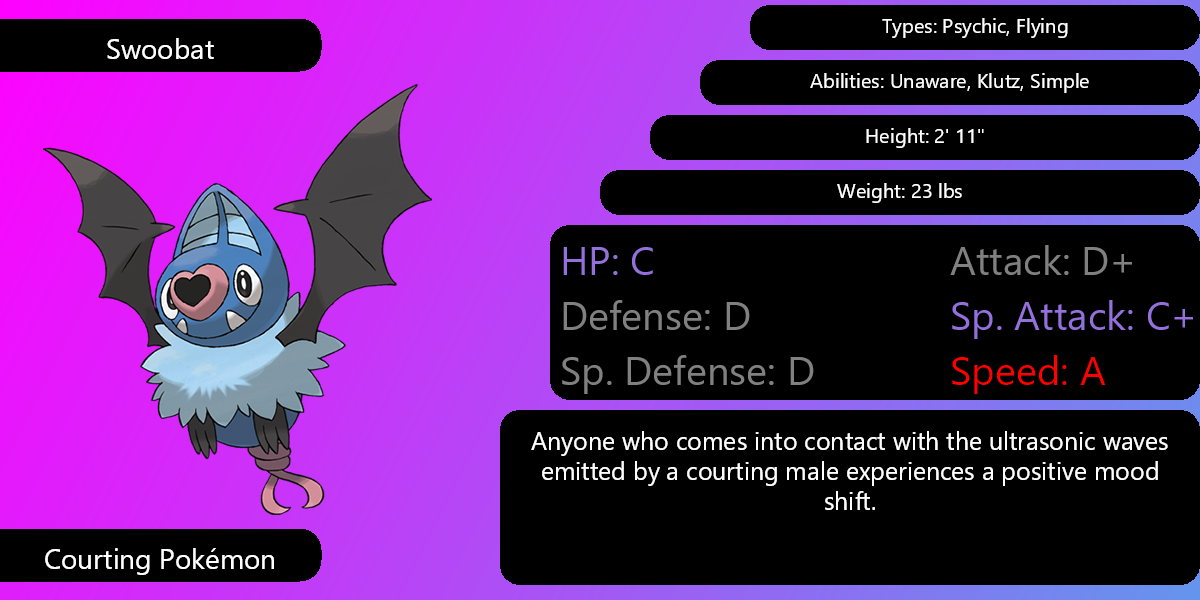 Swoobat
Types: Psychic, Flying
Abilities: Unaware, Klutz, Simple
Height: 2' 11"
Weight: 23 lbs
HP: C
Attack: D+
Defense: D
Sp. Attack: C+
Sp. Defense: D
Speed: A
Anyone who comes into contact with the ultrasonic waves
emitted by a courting male experiences a positive mood
shift.
Courting Pokémon